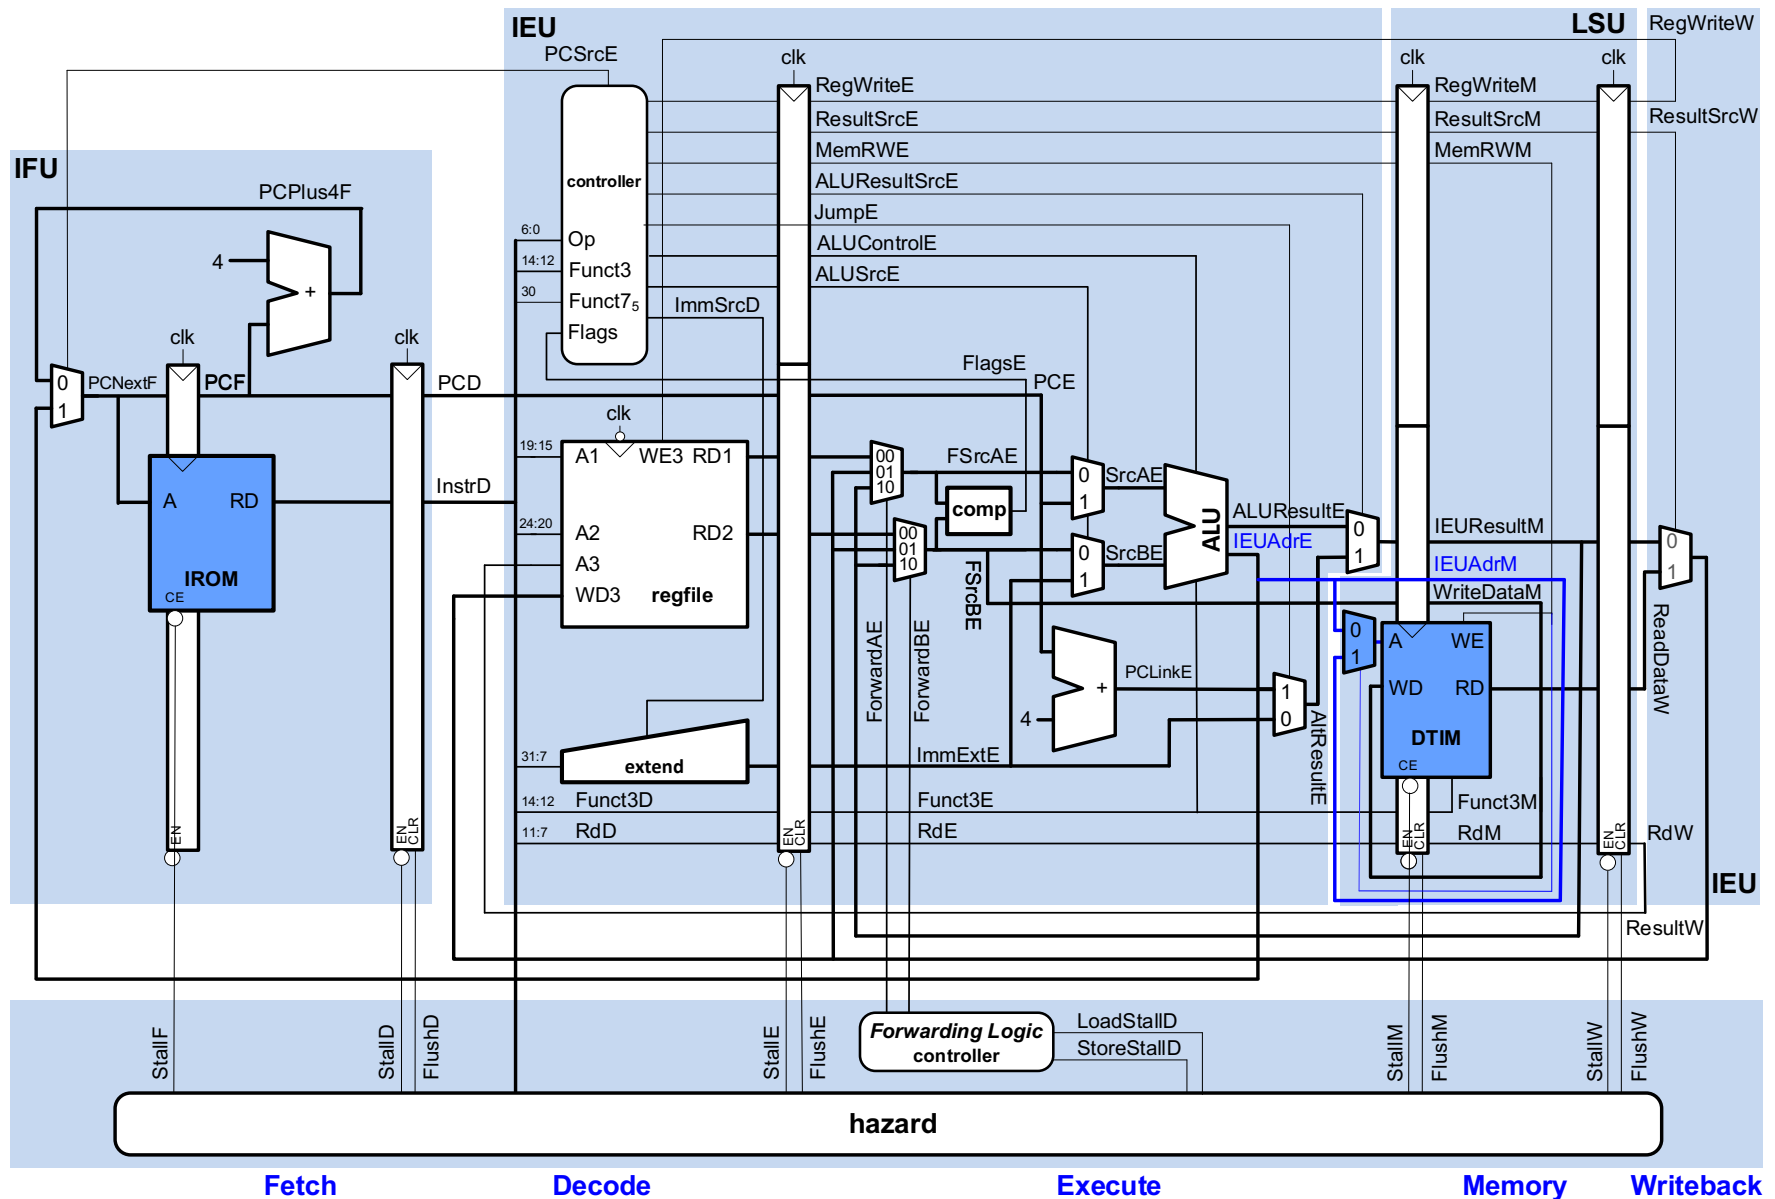 IEU
LSU
RegWriteW
PCSrcE
clk
clk
clk
RegWriteE
RegWriteM
ResultSrcE
ResultSrcM
ResultSrcW
MemRWE
MemRWM
IFU
controller
ALUResultSrcE
PCPlus4F
JumpE
6:0
Op
ALUControlE
4
+
14:12
Funct3
ALUSrcE
30
Funct7₅
ImmSrcD
Flags
clk
clk
FlagsE
0
1
PCNextF
PCF
PCD
PCE
clk
19:15
A1
WE3
RD1
00
01
10
FSrcAE
0
1
SrcAE
A
RD
InstrD
comp
ALU
ALUResultE
24:20
A2
RD2
00
01
10
0
1
SrcBE
IEUAdrE
0
1
IEUResultM
0
1
A3
IEUAdrM
IROM
CE
WD3
regfile
FSrcBE
WriteDataM
0
1
A
WE
ForwardAE
ForwardBE
+
PCLinkE
1
0
WD
RD
ReadDataW
4
AltResultE
DTIM
31:7
extend
ImmExtE
CE
14:12
Funct3D
Funct3E
Funct3M
EN
EN
CLR
11:7
RdD
EN
CLR
RdE
EN
CLR
RdM
EN
CLR
RdW
IEU
ResultW
StallF
StallD
FlushD
StallE
FlushE
Forwarding Logic
controller
LoadStallD
StoreStallD
StallM
FlushM
StallW
FlushW
hazard
Fetch
Decode
Execute
Memory
Writeback